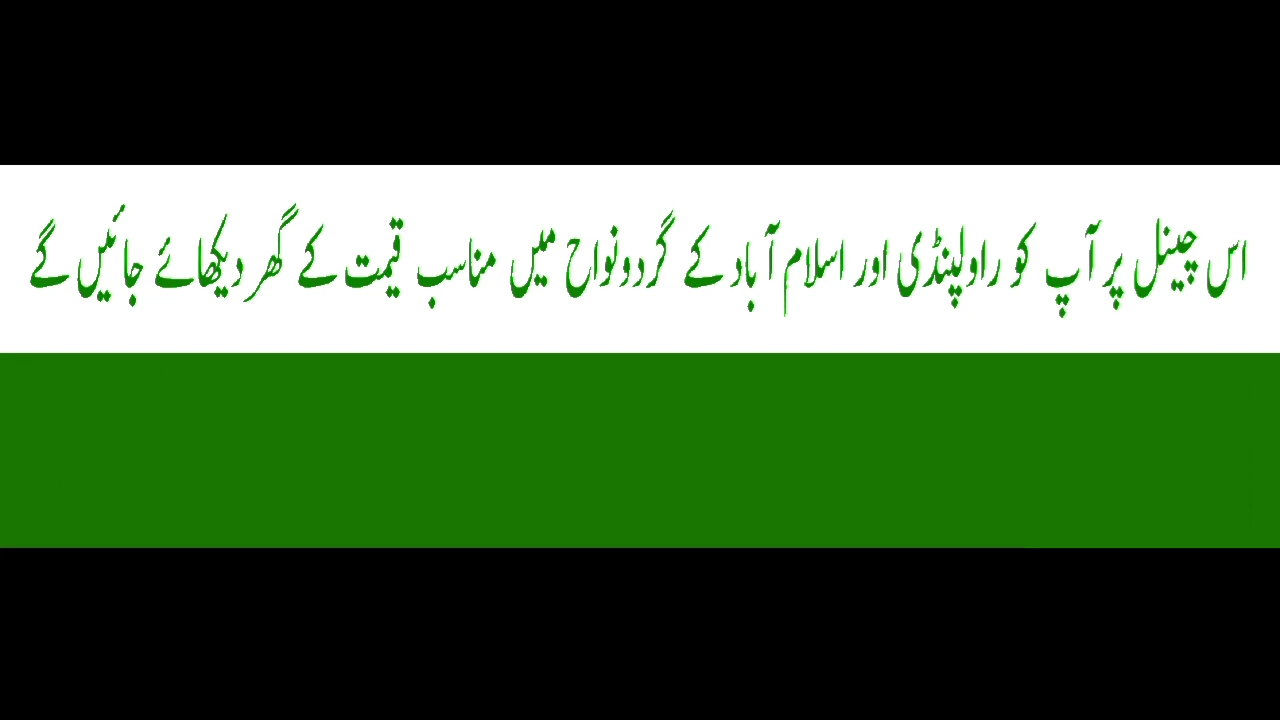 اس چینل پر آپ کو راولپنڈی اور اسلام آباد کے گردونواح میں مناسب قیمت کے گھر دیکھائے جائیں گے